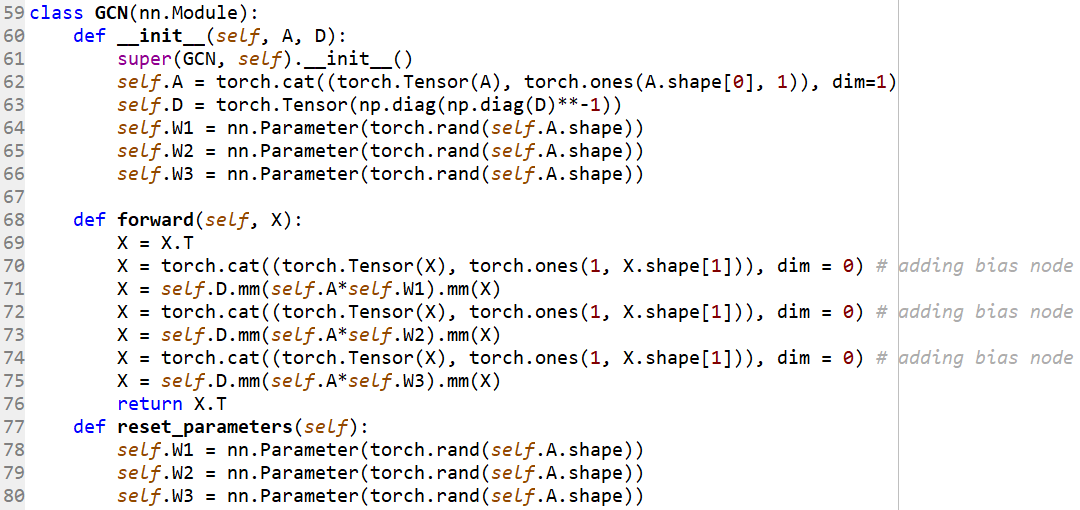 59 class GCN(nn.Module):
60     def __init__(self, A, D):
61         super(GCN, self).__init__()
62         self.A = torch.cat((torch.Tensor(A), torch.ones(A.shape[0], 1)), dim=1)
63         self.D = torch.Tensor(np.diag(np.diag(D)**-1))
64         self.W1 = nn.Parameter(torch.rand(self.A.shape))
65         self.W2 = nn.Parameter(torch.rand(self.A.shape))
66         self.W3 = nn.Parameter(torch.rand(self.A.shape))
67
68     def forward(self, X):
69         X = X.T
70         X = torch.cat((torch.Tensor(X), torch.ones(1, X.shape[1])), dim = 0) # adding bias node
71         X = self.D.mm(self.A*self.W1).mm(X)
72         X = torch.cat((torch.Tensor(X), torch.ones(1, X.shape[1])), dim = 0) # adding bias node
73         X = self.D.mm(self.A*self.W2).mm(X)
74         X = torch.cat((torch.Tensor(X), torch.ones(1, X.shape[1])), dim = 0) # adding bias node
75         X = self.D.mm(self.A*self.W3).mm(X)
76         return X.T
77     def reset_parameters(self):
78         self.W1 = nn.Parameter(torch.rand(self.A.shape))
79         self.W2 = nn.Parameter(torch.rand(self.A.shape))
80         self.W3 = nn.Parameter(torch.rand(self.A.shape))